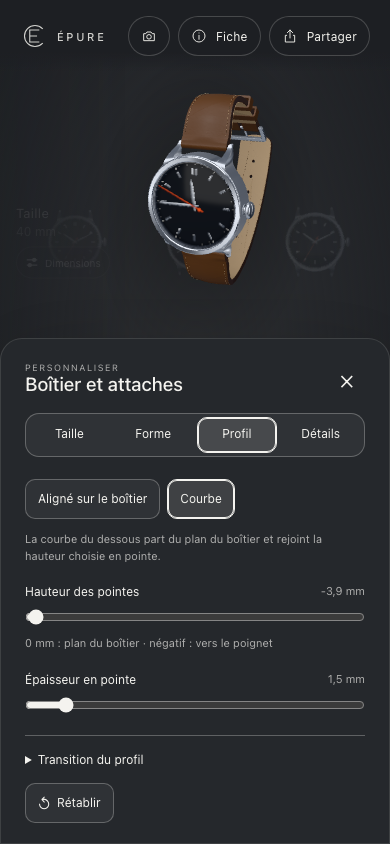 ÉPURE
Fiche
Partager
Taille
40 mm
Dimensions
PERSONNALISER
Boîtier et attaches
Taille
Forme
Profil
Détails
Aligné sur le boîtier
Courbe
La courbe du dessous part du plan du boîtier et rejoint la
hauteur choisie en pointe.
Hauteur des pointes
-3,9 mm
0 mm : plan du boîtier · négatif : vers le poignet
Épaisseur en pointe
1,5 mm
Transition du profil
Rétablir